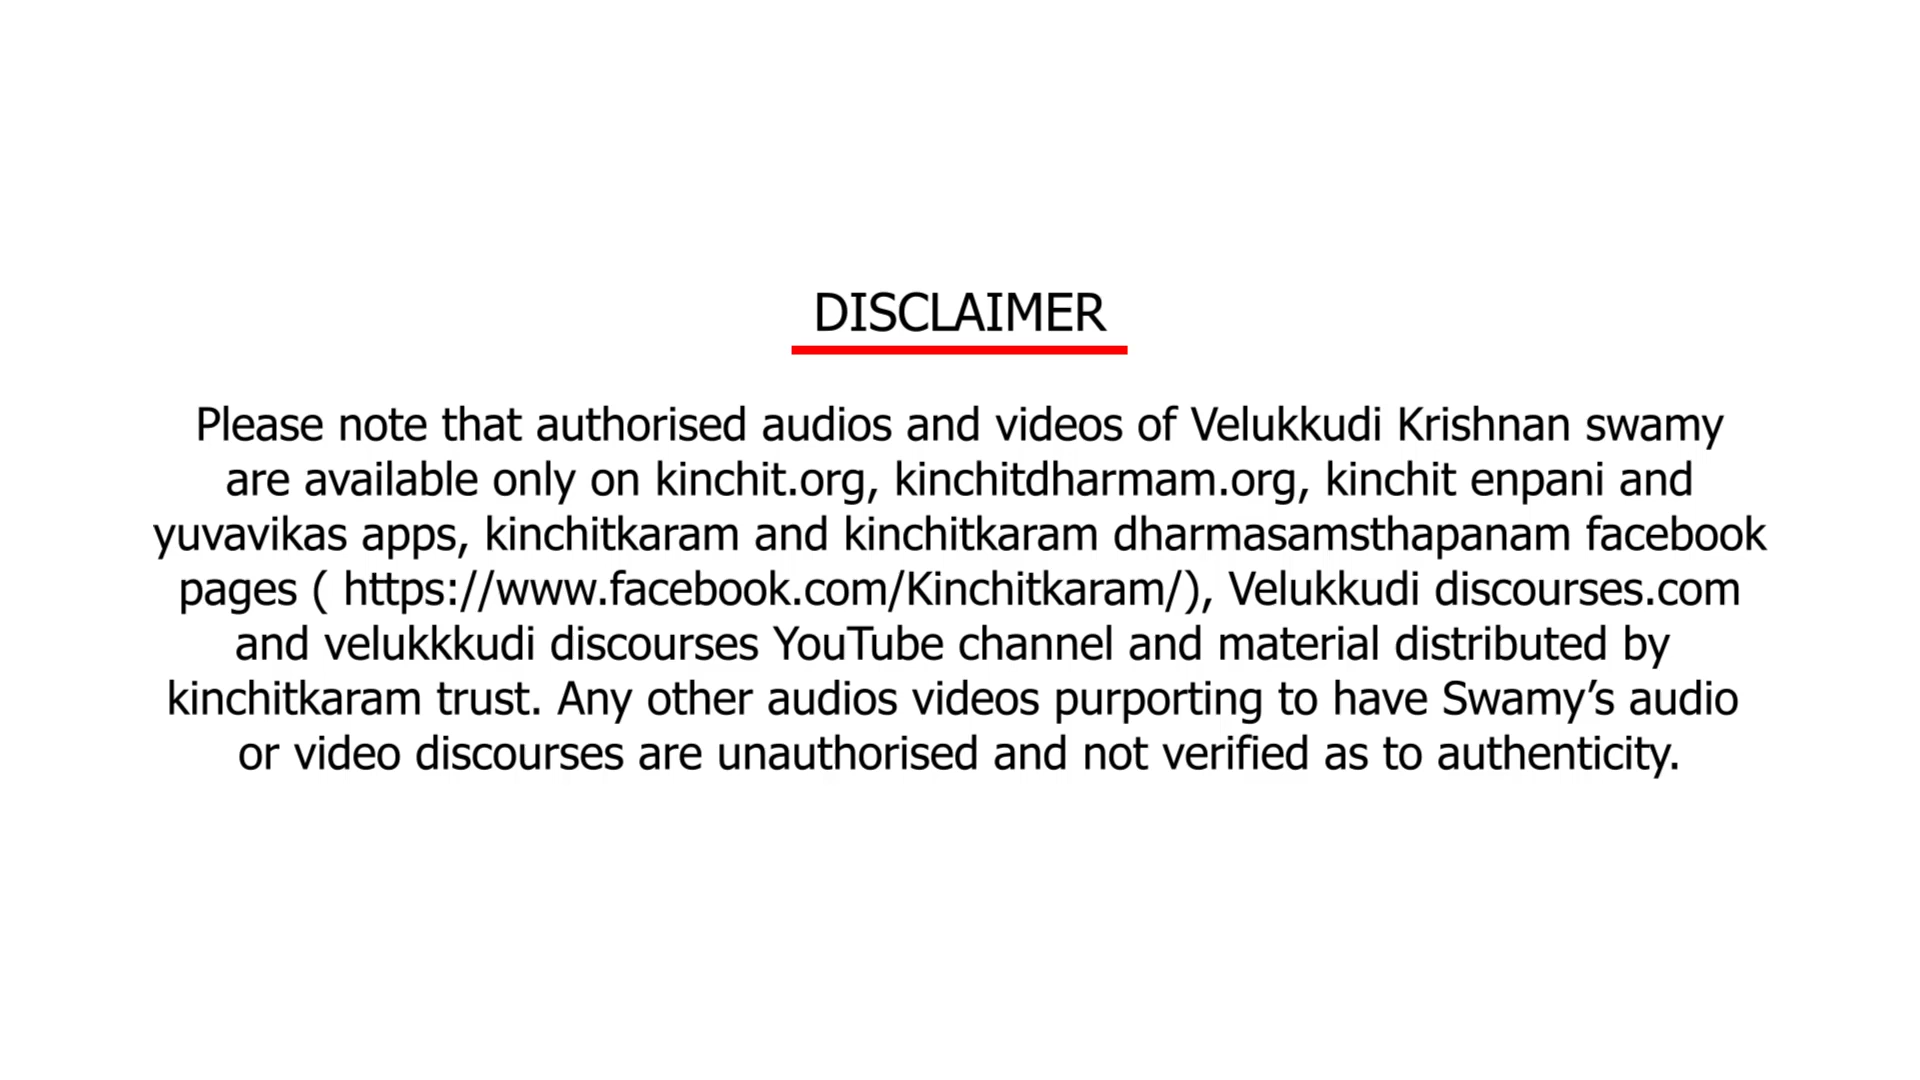 DISCLAIMER
Please note that authorised audios and videos of Velukkudi Krishnan swamy
are available only on kinchit.org, kinchitdharmam.org, kinchit enpani and
yuvavikas apps, kinchitkaram and kinchitkaram dharmasamsthapanam facebook
pages ( https://www.facebook.com/Kinchitkaram/), Velukkudi discourses.com
and velukkkudi discourses YouTube channel and material distributed by
kinchitkaram trust. Any other audios videos purporting to have Swamy’s audio
or video discourses are unauthorised and not verified as to authenticity.